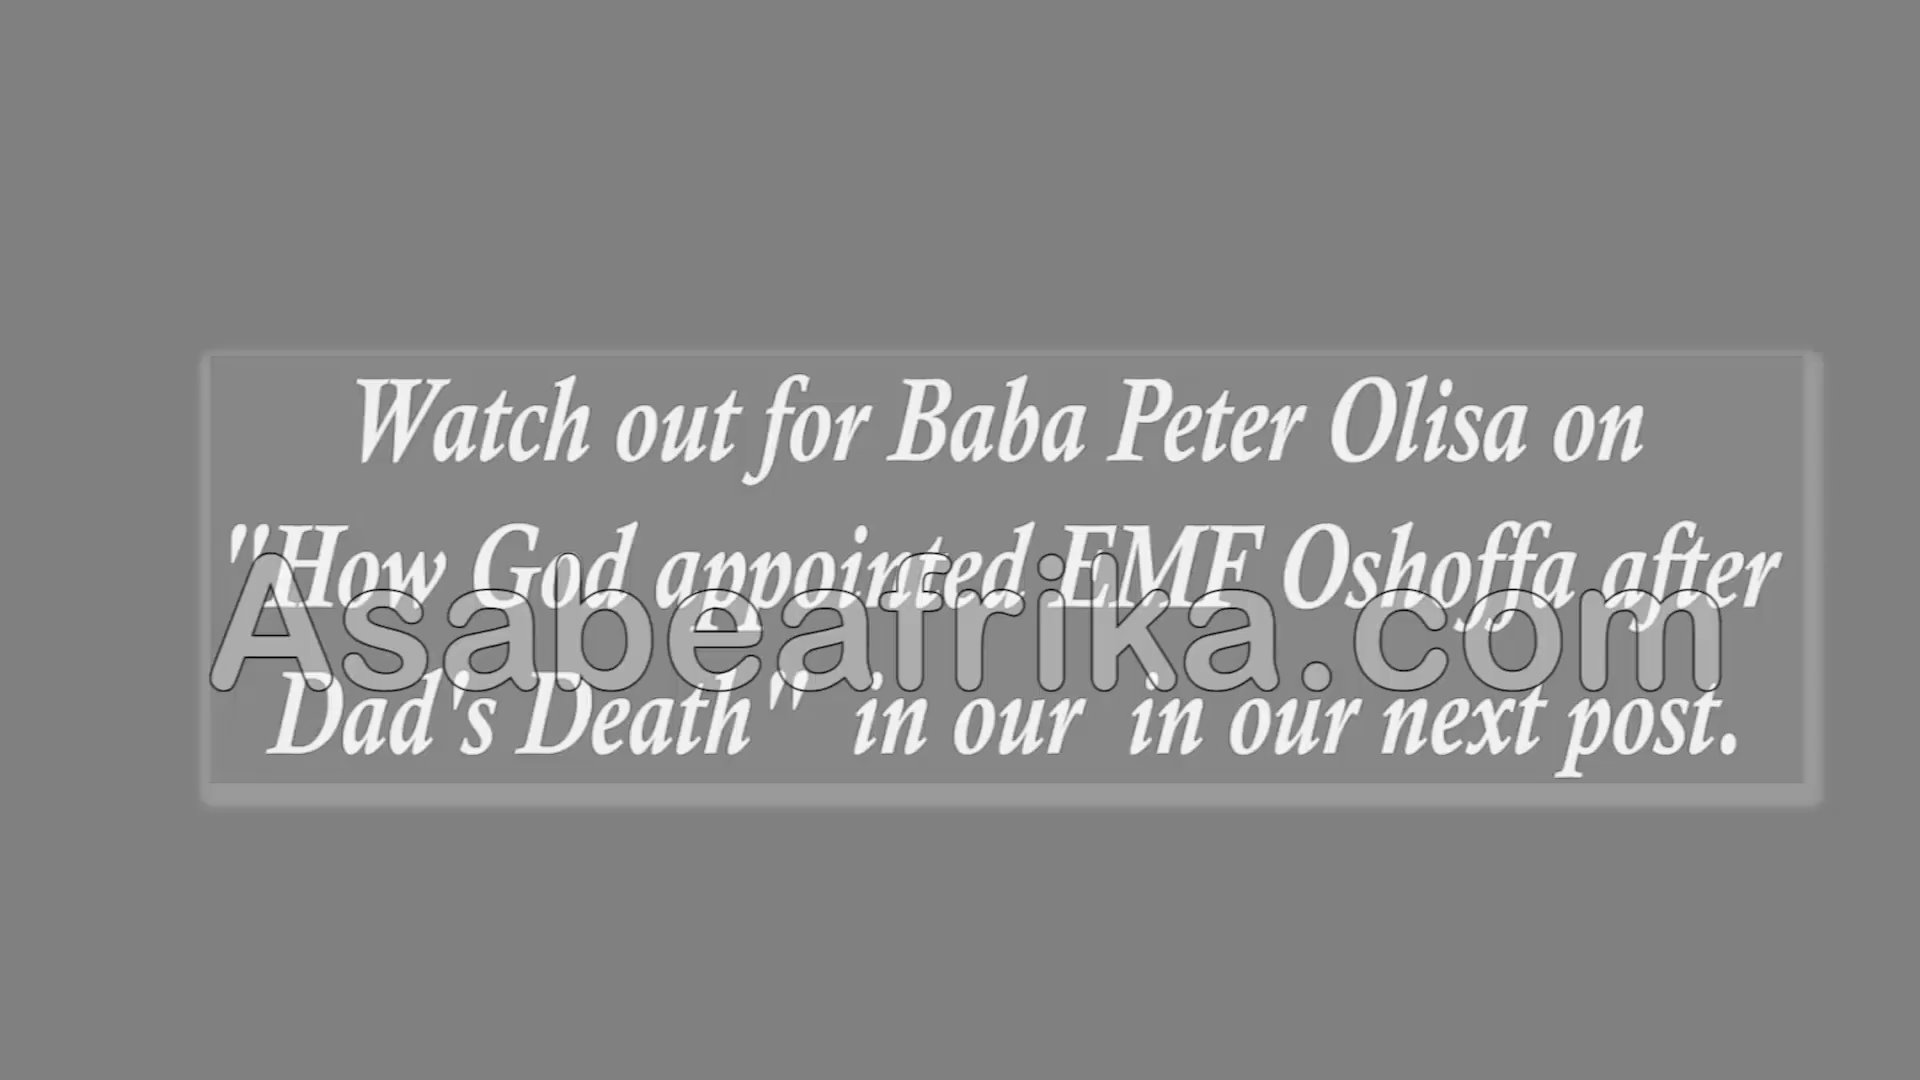 Watch out for Baba Peter Olisa on
"How God appointed EMF Oshoffa after
Asabeafrika.com
Dad's Death" in our in our next post.